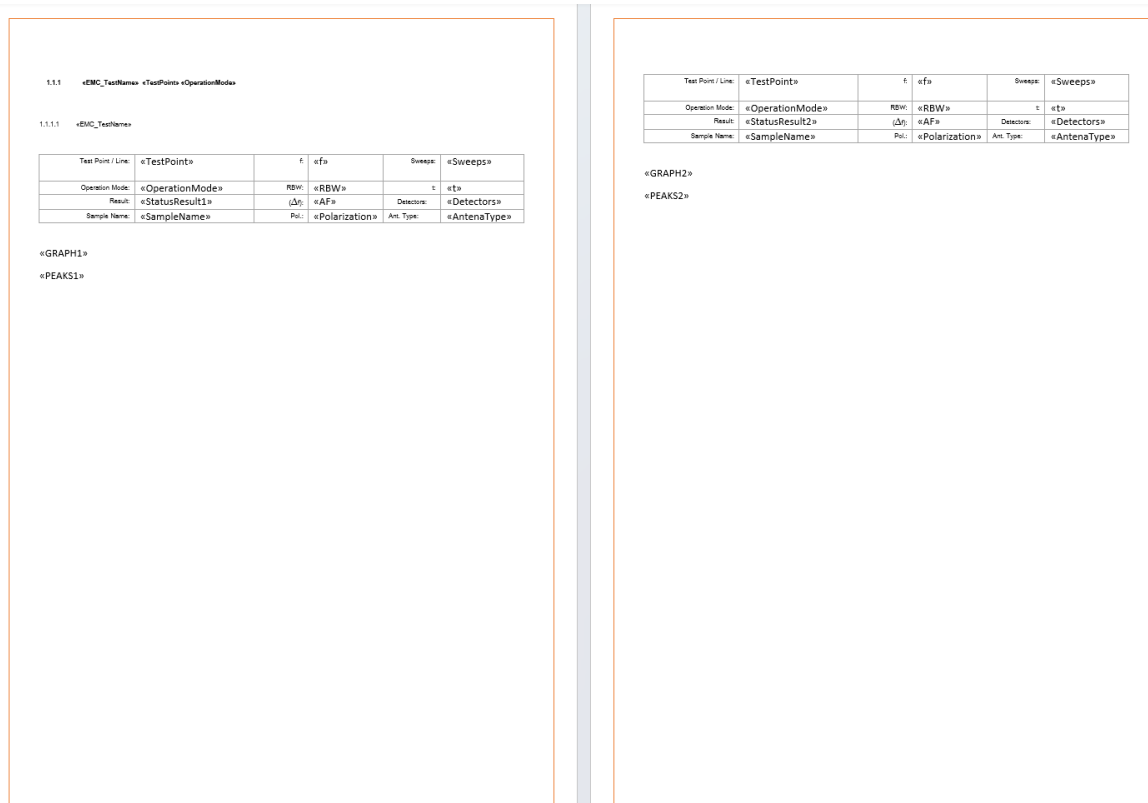 1.1.1 «EMC_TestName» «TestPoint» «OperationMode»
1.1.1.1 «EMC_TestName»
Test Point / Line: «TestPoint» f: «f» Sweeps: «Sweeps»
Operation Mode: «OperationMode» RBW: «RBW» t: «t»
Result: «StatusResult1» (Δf): «AF» Detectors: «Detectors»
Sample Name: «SampleName» Pol.: «Polarization» Ant. Type: «AntenaType»
«GRAPH1»
«PEAKS1»
Test Point / Line: «TestPoint» f: «f» Sweeps: «Sweeps»
Operation Mode: «OperationMode» RBW: «RBW» t: «t»
Result: «StatusResult2» (Δf): «AF» Detectors: «Detectors»
Sample Name: «SampleName» Pol.: «Polarization» Ant. Type: «AntenaType»
«GRAPH2»
«PEAKS2»